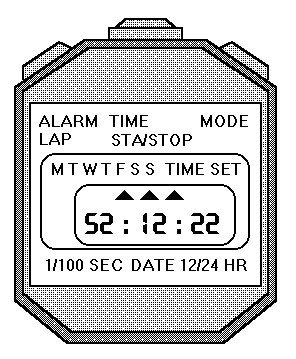 ALARM TIME MODE
LAP STA/STOP
M T W T F S S TIME SET
52:12:22
1/100 SEC DATE 12/24 HR